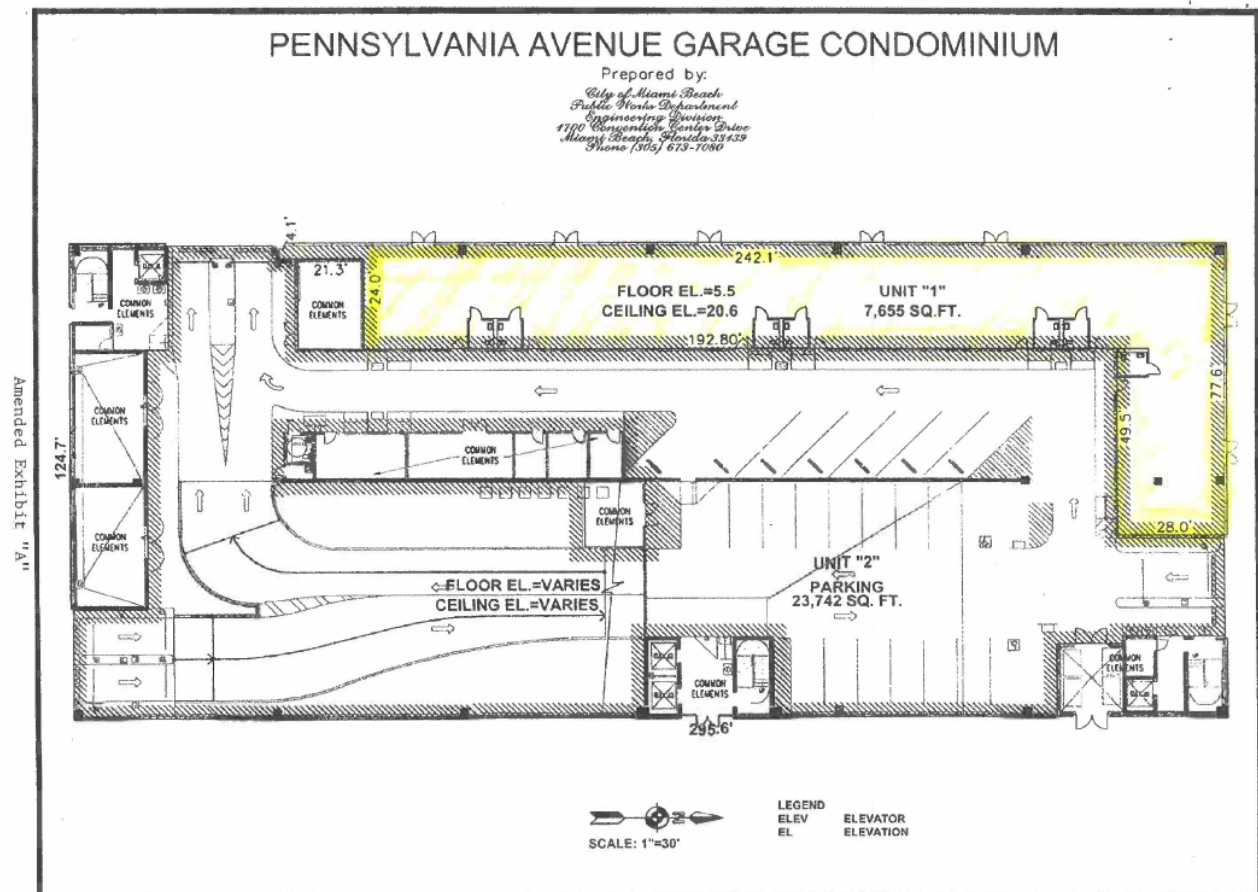 PENNSYLVANIA AVENUE GARAGE CONDOMINIUM
Prepared by:
City of Miami Beach
Public Works Department
Engineering Division
1700 Convention Center Drive
Miami Beach, Florida 33139
Phone (305) 673-7080
4.1'
21.3'
COMMON
ELEMENTS
24.0'
242.1'
FLOOR EL.=5.5
CEILING EL.=20.6
UNIT "1"
7,655 SQ.FT.
192.80'
COMMON
ELEMENTS
77.6'
49.5'
28.0'
Amended Exhibit "A"
124.7'
COMMON
ELEMENTS
COMMON
ELEMENTS
COMMON
ELEMENTS
COMMON
ELEMENTS
UNIT "2"
PARKING
23,742 SQ. FT.
FLOOR EL.=VARIES
CEILING EL.=VARIES
COMMON
ELEMENTS
COMMON
ELEMENTS
295.6'
N
SCALE: 1"=30'
LEGEND
ELEV ELEVATOR
EL ELEVATION